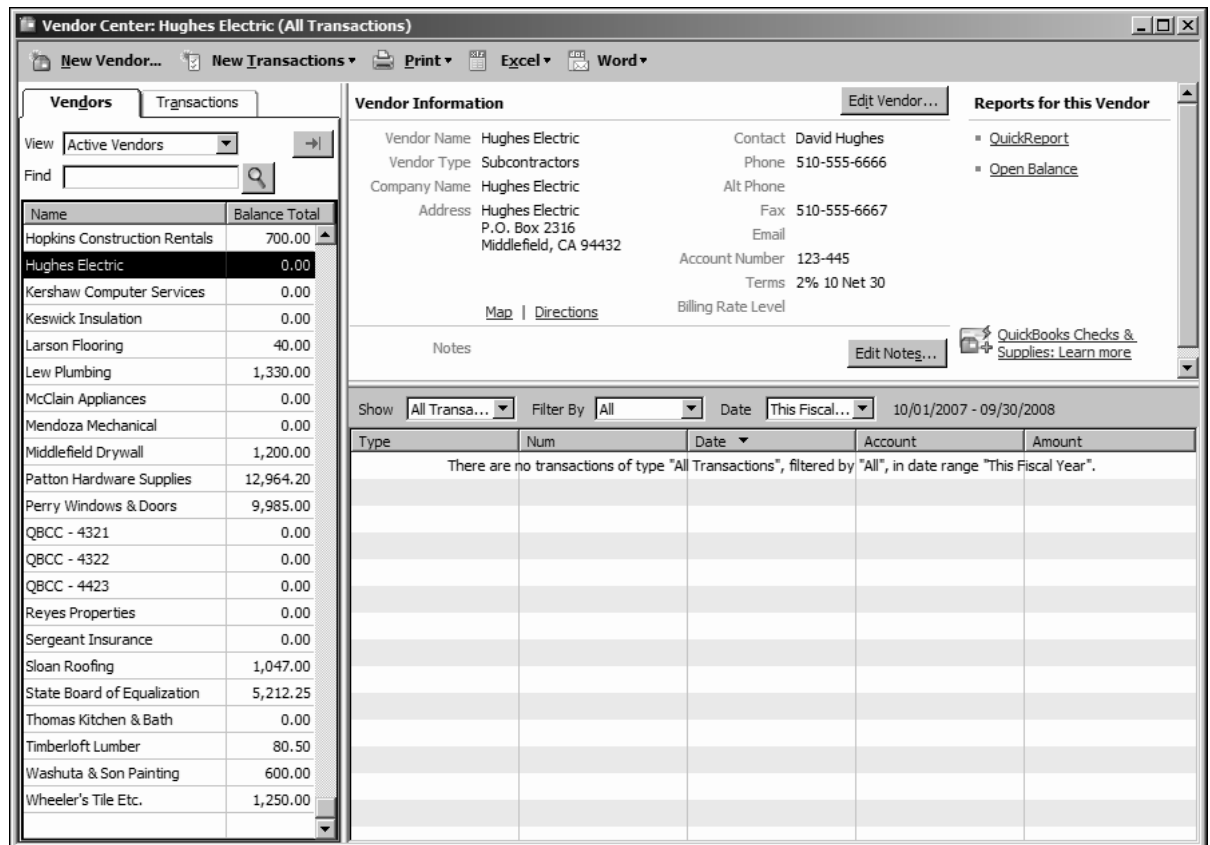 Vendor Center: Hughes Electric (All Transactions)
New Vendor... New Transactions Print Excel Word
Vendors Transactions
View Active Vendors
Find
Name Balance Total
Hopkins Construction Rentals 700.00
Hughes Electric 0.00
Kershaw Computer Services 0.00
Keswick Insulation 0.00
Larson Flooring 40.00
Lew Plumbing 1,330.00
McClain Appliances 0.00
Mendoza Mechanical 0.00
Middlefield Drywall 1,200.00
Patton Hardware Supplies 12,964.20
Perry Windows & Doors 9,985.00
QBCC - 4321 0.00
QBCC - 4322 0.00
QBCC - 4423 0.00
Reyes Properties 0.00
Sergeant Insurance 0.00
Sloan Roofing 1,047.00
State Board of Equalization 5,212.25
Thomas Kitchen & Bath 0.00
Timberloft Lumber 80.50
Washuta & Son Painting 600.00
Wheeler's Tile Etc. 1,250.00
Vendor Information Edit Vendor...
Vendor Name Hughes Electric
Vendor Type Subcontractors
Company Name Hughes Electric
Address Hughes Electric
P.O. Box 2316
Middlefield, CA 94432
Map | Directions
Contact David Hughes
Phone 510-555-6666
Alt Phone
Fax 510-555-6667
Email
Account Number 123-445
Terms 2% 10 Net 30
Billing Rate Level
Notes Edit Notes...
Reports for this Vendor
QuickReport
Open Balance
QuickBooks Checks &
Supplies: Learn more
Show All Transa... Filter By All Date This Fiscal... 10/01/2007 - 09/30/2008
Type Num Date Account Amount
There are no transactions of type "All Transactions", filtered by "All", in date range "This Fiscal Year".